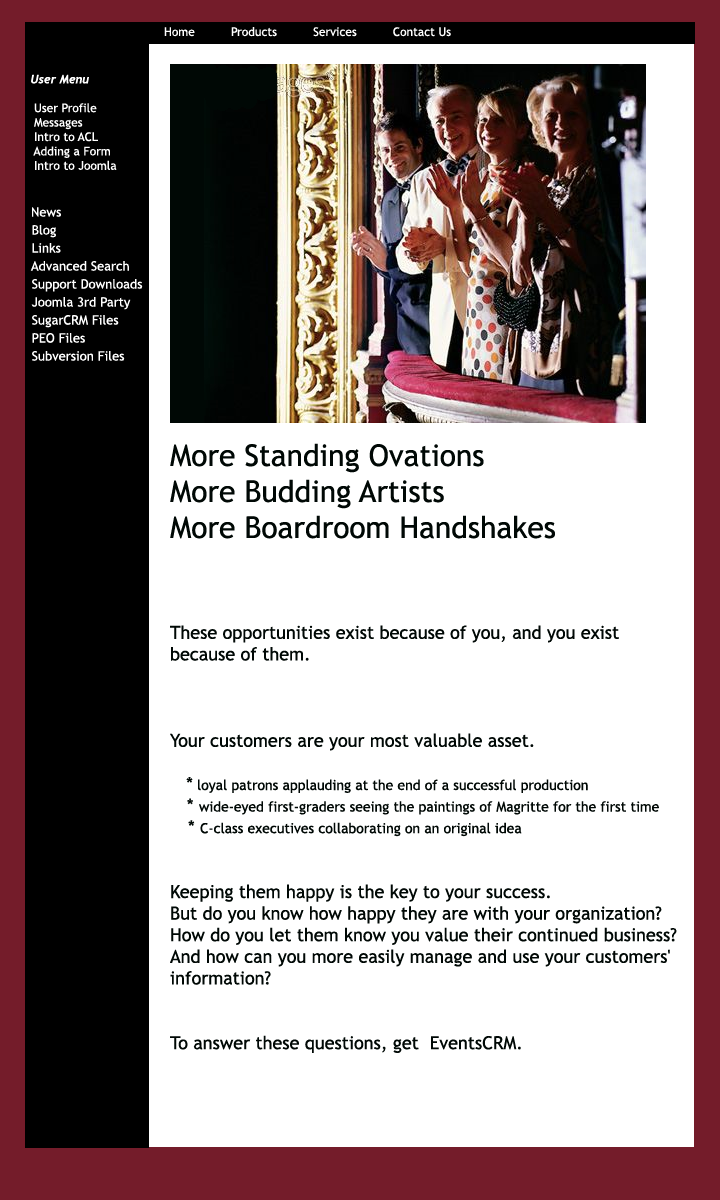 Home Products Services Contact Us
User Menu
User Profile
Messages
Intro to ACL
Adding a Form
Intro to Joomla
News
Blog
Links
Advanced Search
Support Downloads
Joomla 3rd Party
SugarCRM Files
PEO Files
Subversion Files
More Standing Ovations
More Budding Artists
More Boardroom Handshakes
These opportunities exist because of you, and you exist
because of them.
Your customers are your most valuable asset.
* loyal patrons applauding at the end of a successful production
* wide-eyed first-graders seeing the paintings of Magritte for the first time
* C-class executives collaborating on an original idea
Keeping them happy is the key to your success.
But do you know how happy they are with your organization?
How do you let them know you value their continued business?
And how can you more easily manage and use your customers'
information?
To answer these questions, get EventsCRM.